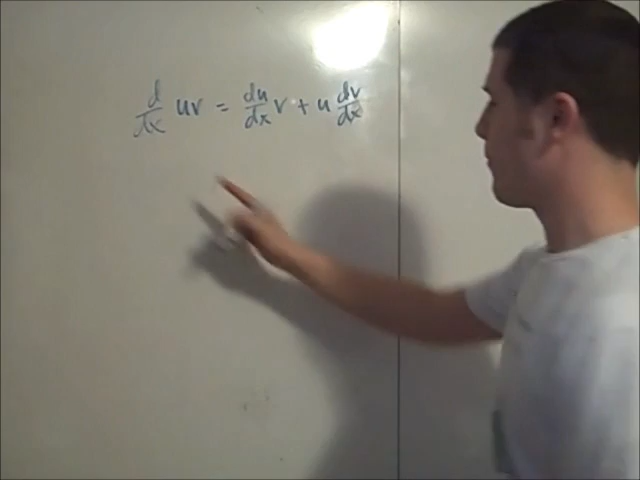 d/dx uv = du/dx v + u dv/dx